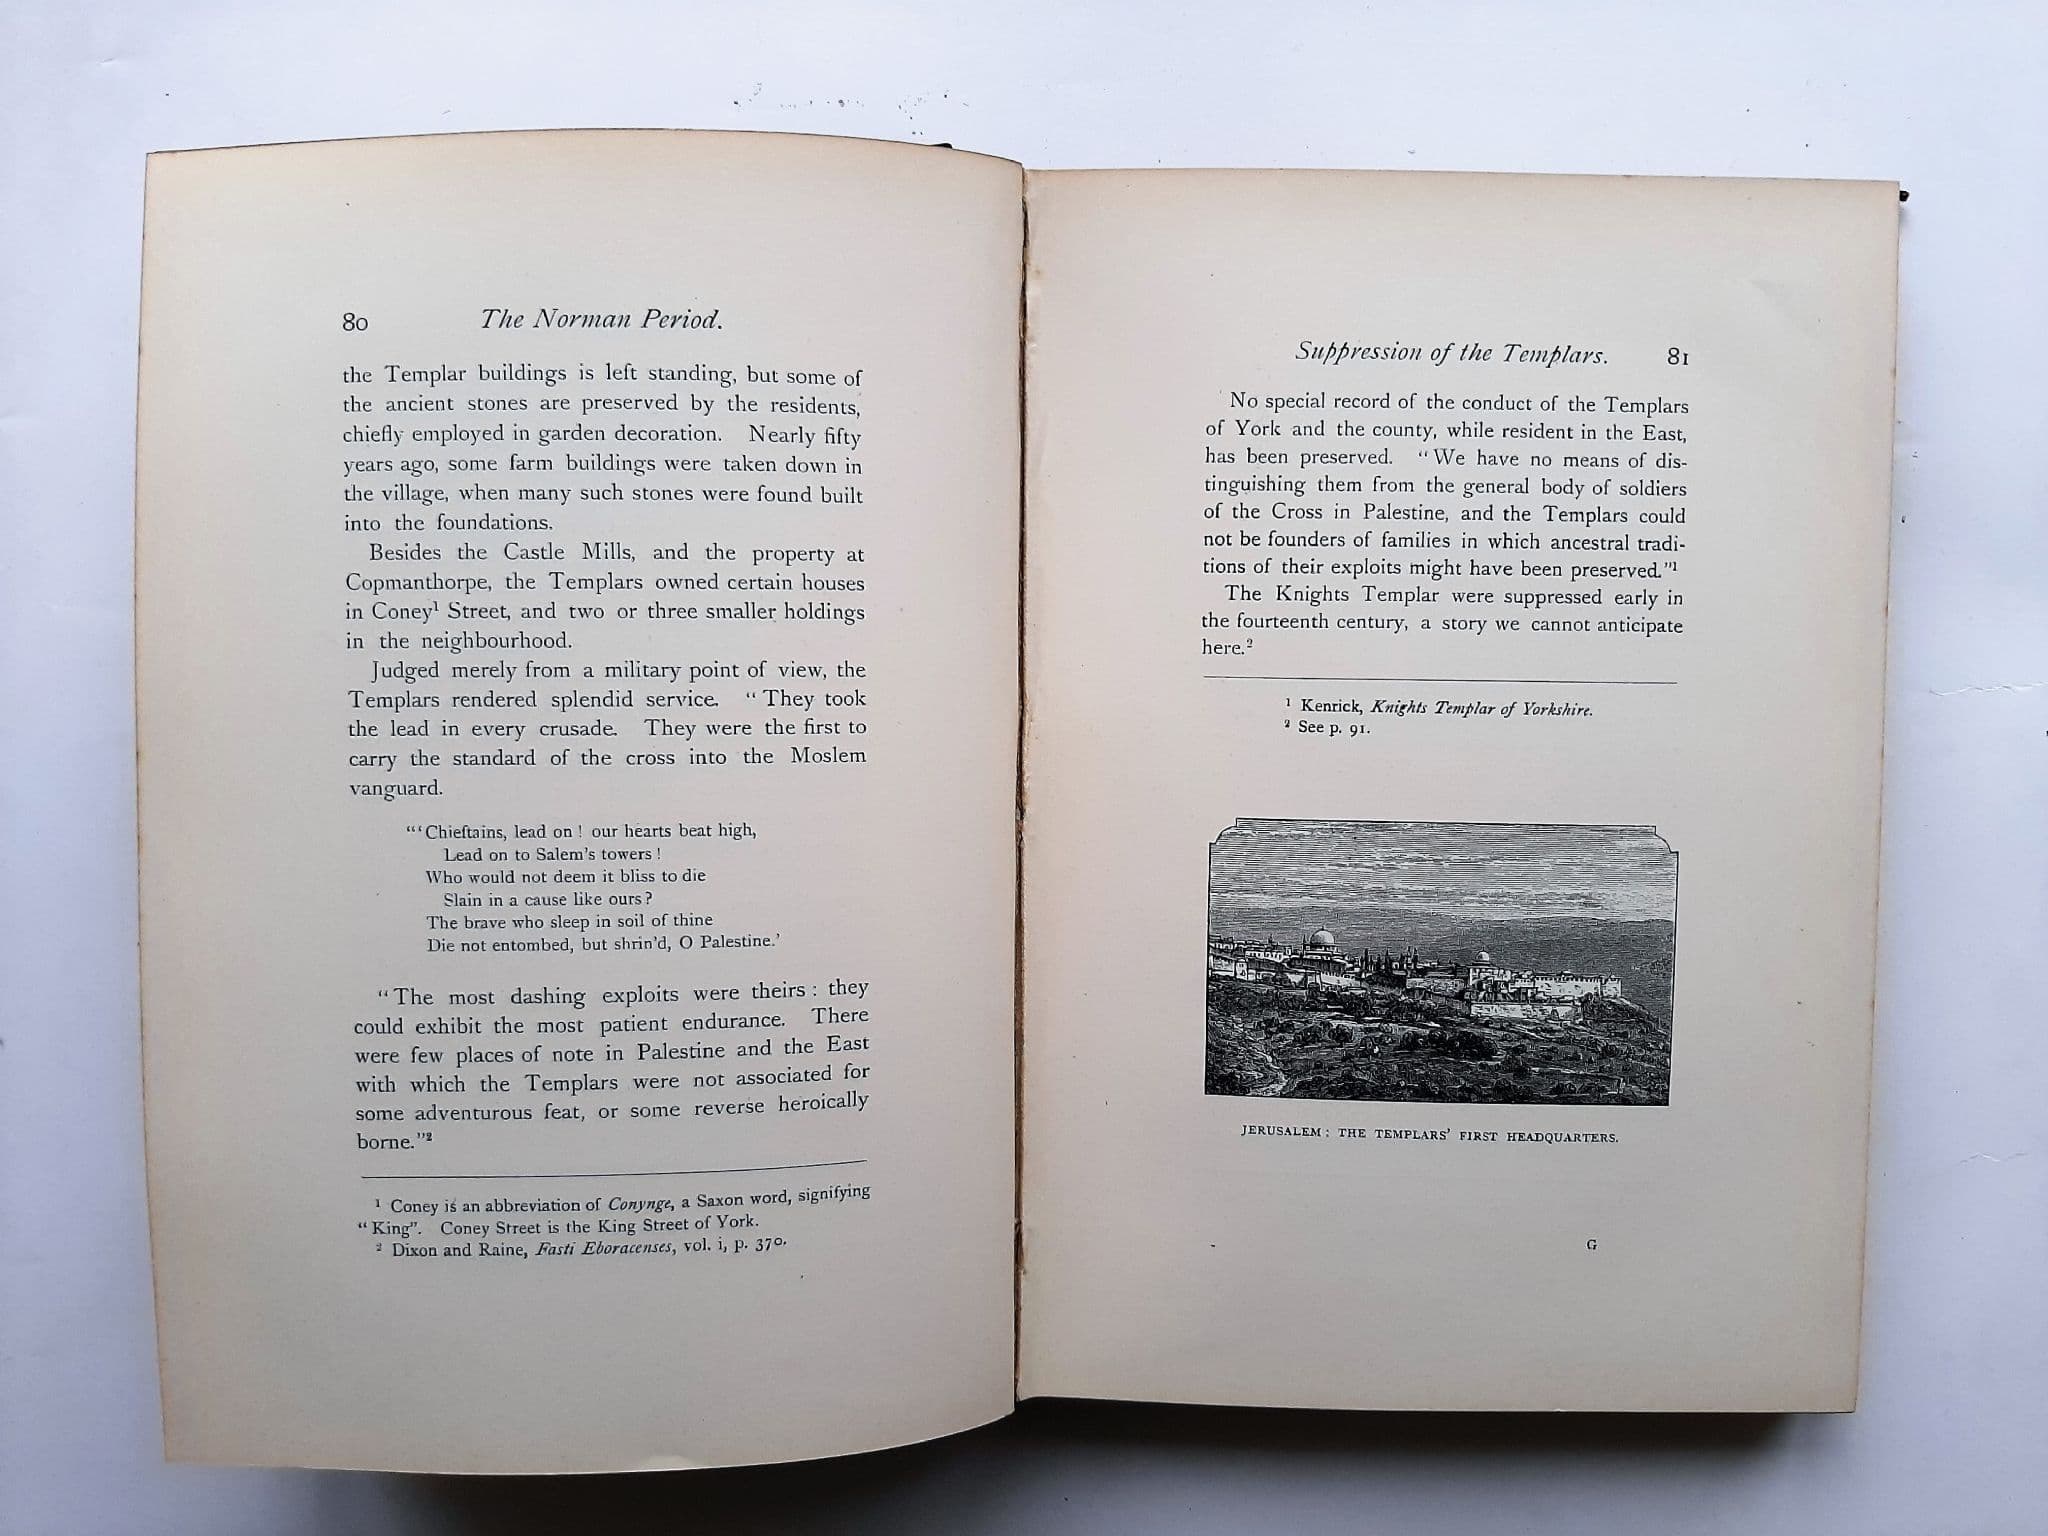 80 The Norman Period.
the Templar buildings is left standing, but some of
the ancient stones are preserved by the residents,
chiefly employed in garden decoration. Nearly fifty
years ago, some farm buildings were taken down in
the village, when many such stones were found built
into the foundations.
Besides the Castle Mills, and the property at
Copmanthorpe, the Templars owned certain houses
in Coney¹ Street, and two or three smaller holdings
in the neighbourhood.
Judged merely from a military point of view, the
Templars rendered splendid service. “They took
the lead in every crusade. They were the first to
carry the standard of the cross into the Moslem
vanguard.
“‘Chieftains, lead on! our hearts beat high,
Lead on to Salem's towers!
Who would not deem it bliss to die
Slain in a cause like ours?
The brave who sleep in soil of thine
Die not entombed, but shrin'd, O Palestine.’
“The most dashing exploits were theirs: they
could exhibit the most patient endurance. There
were few places of note in Palestine and the East
with which the Templars were not associated for
some adventurous feat, or some reverse heroically
borne.”²
¹ Coney is an abbreviation of Conynge, a Saxon word, signifying
“King”. Coney Street is the King Street of York.
² Dixon and Raine, Fasti Eboracenses, vol. i, p. 370.
Suppression of the Templars. 81
No special record of the conduct of the Templars
of York and the county, while resident in the East,
has been preserved. “We have no means of dis-
tinguishing them from the general body of soldiers
of the Cross in Palestine, and the Templars could
not be founders of families in which ancestral tradi-
tions of their exploits might have been preserved.”¹
The Knights Templar were suppressed early in
the fourteenth century, a story we cannot anticipate
here.²
¹ Kenrick, Knights Templar of Yorkshire.
² See p. 91.
JERUSALEM: THE TEMPLARS' FIRST HEADQUARTERS.
G